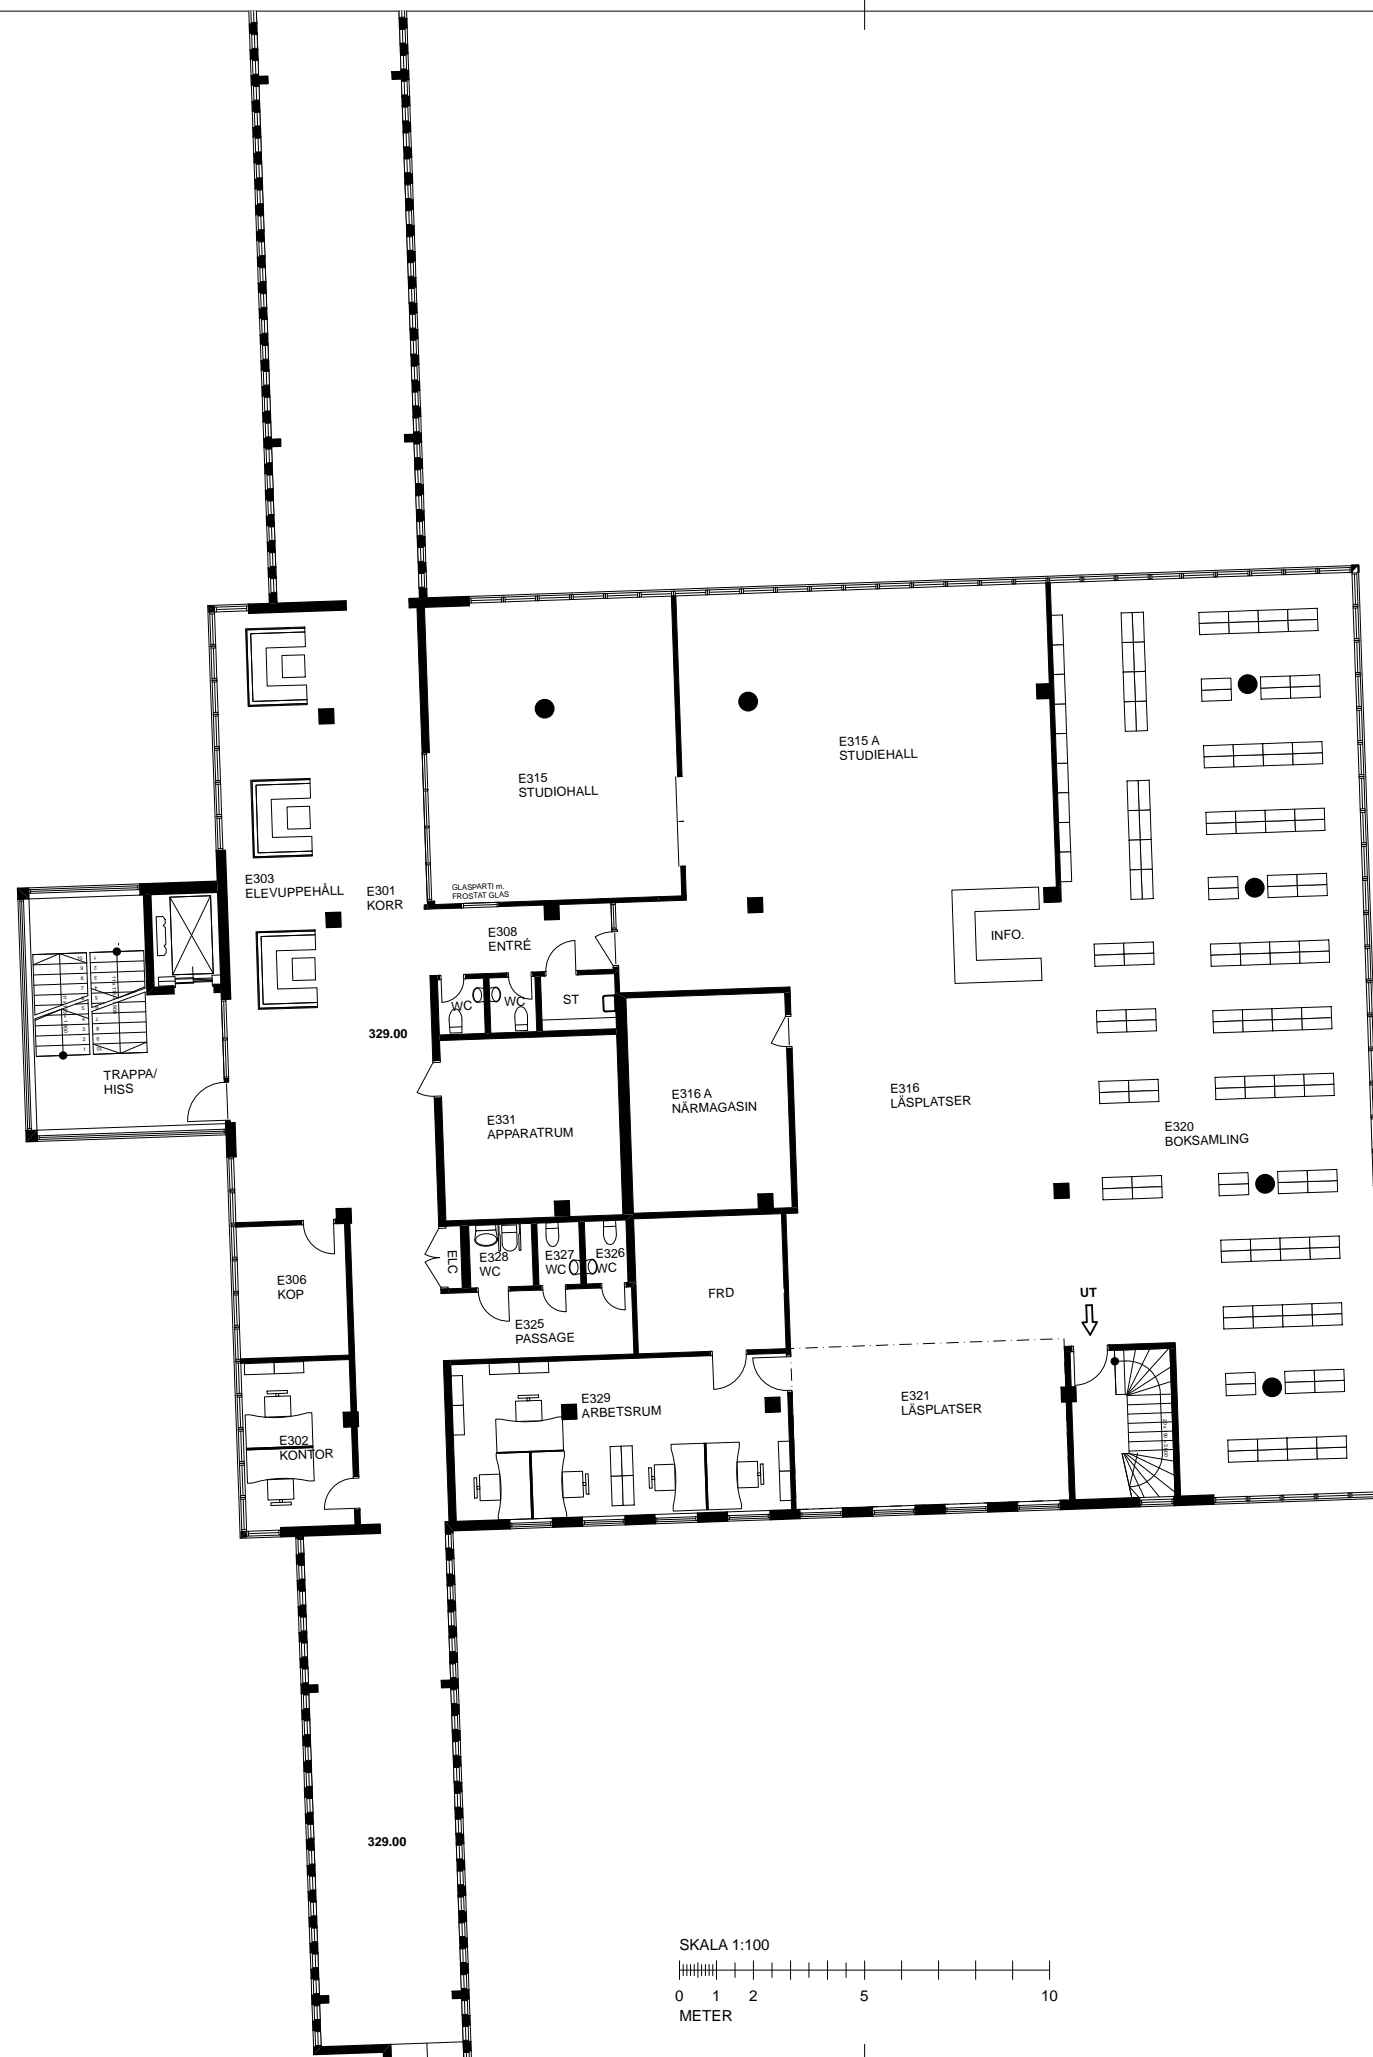 E315 A
STUDIEHALL
E315
STUDIOHALL
E303
ELEVUPPEHÅLL
E301
KORR
GLASPARTI m.
FROSTAT GLAS
E308
ENTRÉ
INFO.
WC
WC
ST
329.00
TRAPPA/
HISS
E316 A
NÄRMAGASIN
E316
LÄSPLATSER
E331
APPARATRUM
E320
BOKSAMLING
ELC
E328
WC
E327
WC
E326
WC
E306
KOP
FRD
UT
E325
PASSAGE
E329
ARBETSRUM
E321
LÄSPLATSER
E302
KONTOR
329.00
SKALA 1:100
0 1 2 5 10
METER